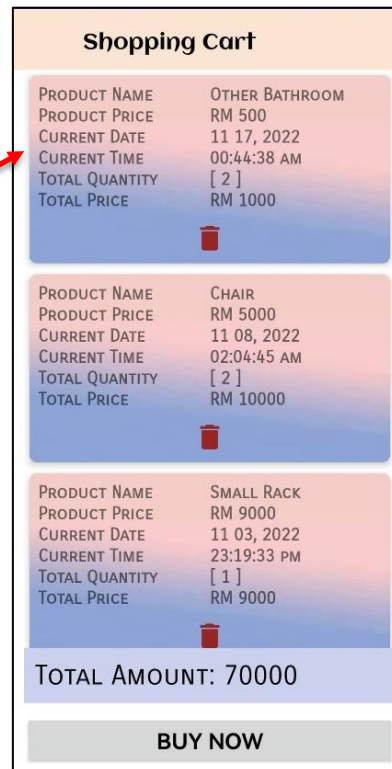 Shopping Cart
PRODUCT NAME OTHER BATHROOM
PRODUCT PRICE RM 500
CURRENT DATE 11 17, 2022
CURRENT TIME 00:44:38 AM
TOTAL QUANTITY [ 2 ]
TOTAL PRICE RM 1000
PRODUCT NAME CHAIR
PRODUCT PRICE RM 5000
CURRENT DATE 11 08, 2022
CURRENT TIME 02:04:45 AM
TOTAL QUANTITY [ 2 ]
TOTAL PRICE RM 10000
PRODUCT NAME SMALL RACK
PRODUCT PRICE RM 9000
CURRENT DATE 11 03, 2022
CURRENT TIME 23:19:33 PM
TOTAL QUANTITY [ 1 ]
TOTAL PRICE RM 9000
TOTAL AMOUNT: 70000
BUY NOW